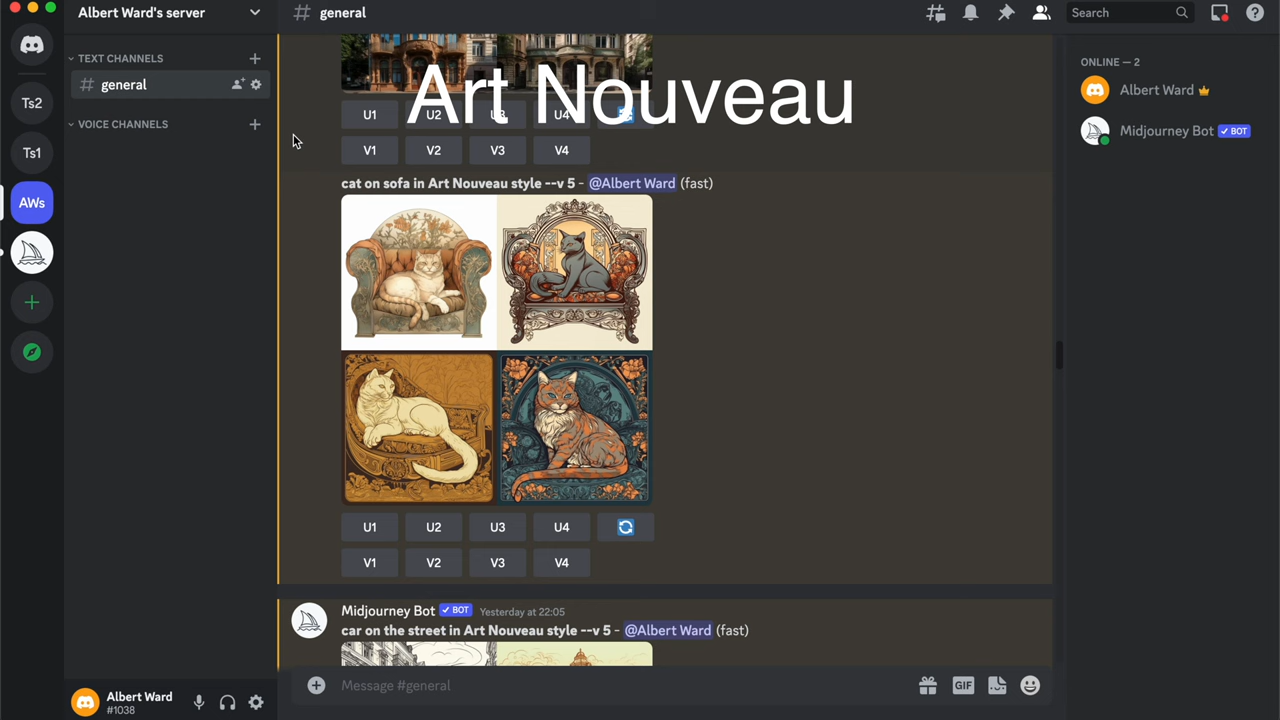 Albert Ward's server
general
Search
TEXT CHANNELS
general
VOICE CHANNELS
Ts2
Ts1
AWs
Art Nouveau
U1 U2 U3 U4
V1 V2 V3 V4
cat on sofa in Art Nouveau style --v 5 - @Albert Ward (fast)
U1 U2 U3 U4
V1 V2 V3 V4
Midjourney Bot ✓ BOT Yesterday at 22:05
car on the street in Art Nouveau style --v 5 - @Albert Ward (fast)
Message #general
GIF
ONLINE — 2
Albert Ward
Midjourney Bot ✓ BOT
Albert Ward
#1038